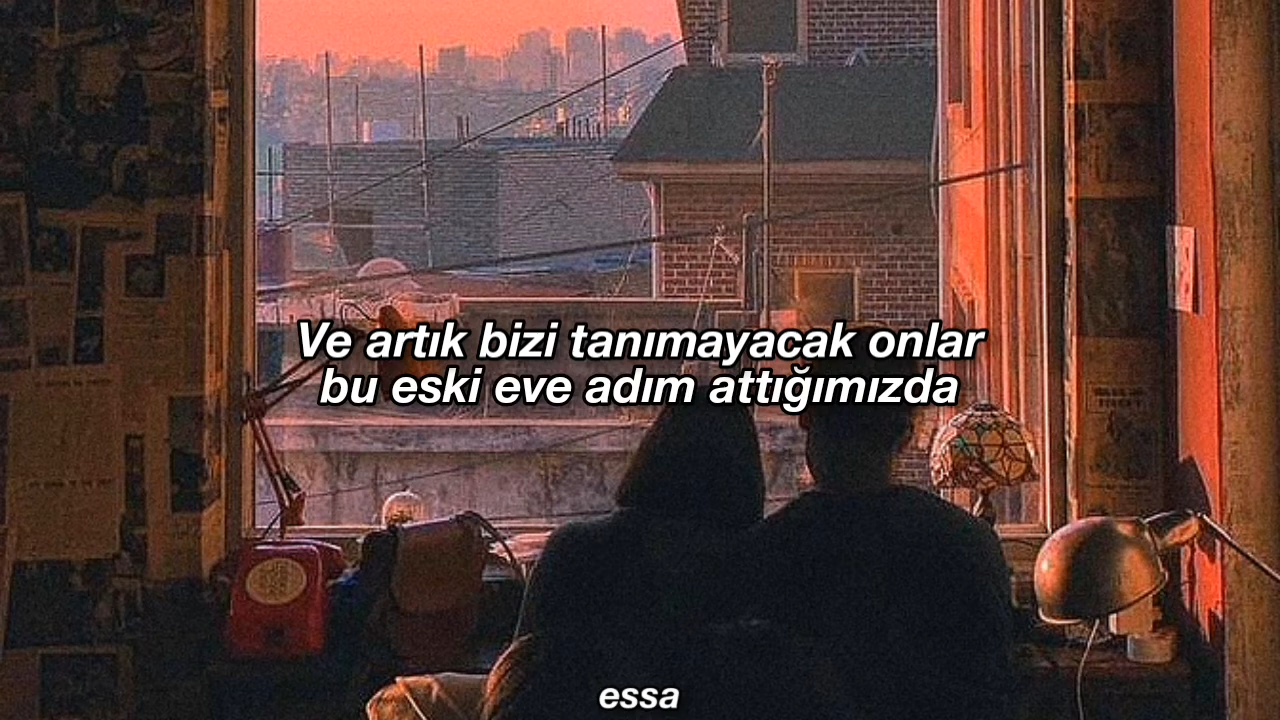 Ve artık bizi tanımayacak onlar
bu eski eve adım attığımızda
essa